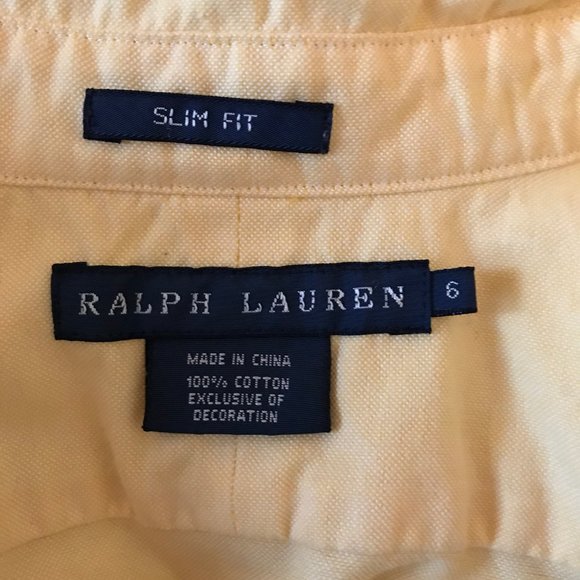 SLIM FIT
RALPH LAUREN 6
MADE IN CHINA
100% COTTON
EXCLUSIVE OF
DECORATION